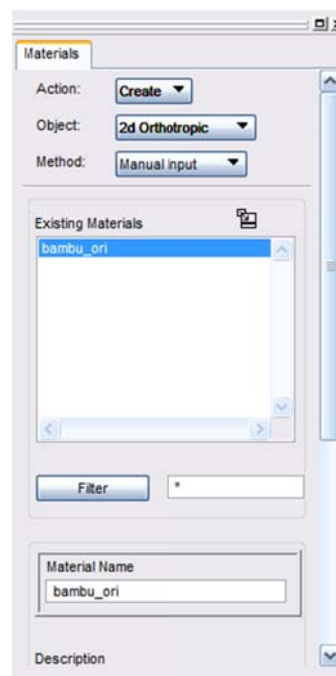 Materials
Action: Create
Object: 2d Orthotropic
Method: Manual Input
Existing Materials
bambu_ori
Filter *
Material Name
bambu_ori
Description